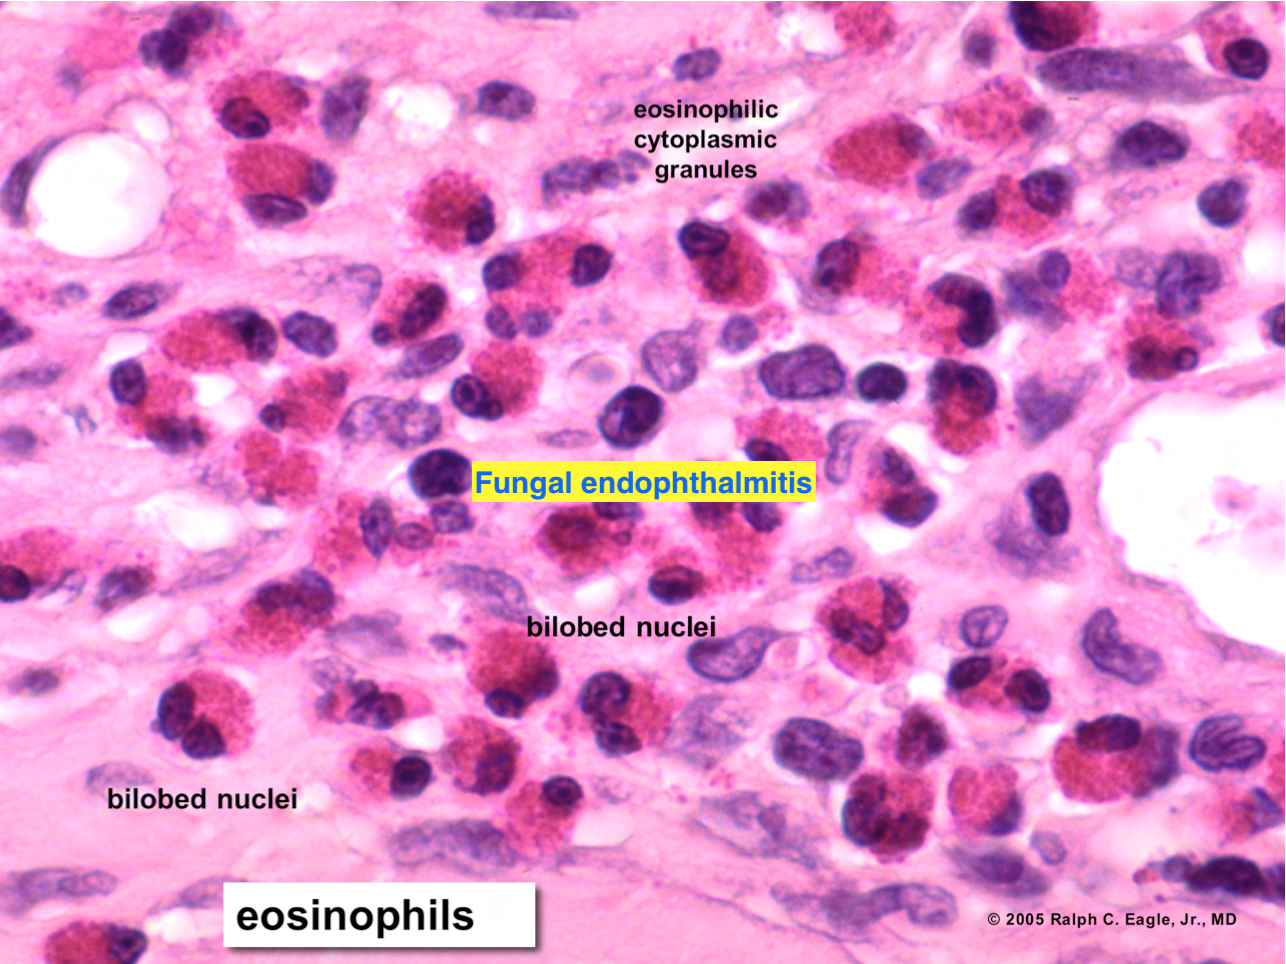 eosinophilic
cytoplasmic
granules
Fungal endophthalmitis
bilobed nuclei
bilobed nuclei
eosinophils
© 2005 Ralph C. Eagle, Jr., MD